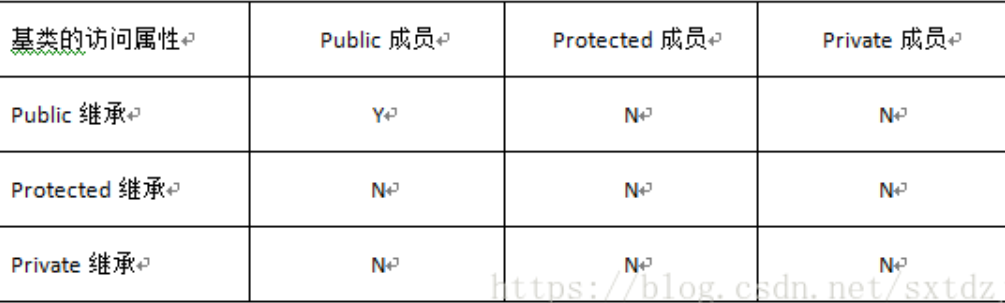 基类的访问属性 Public 成员 Protected 成员 Private 成员
Public 继承 Y N N
Protected 继承 N N N
Private 继承 N N N
https://blog.csdn.net/sxtdz